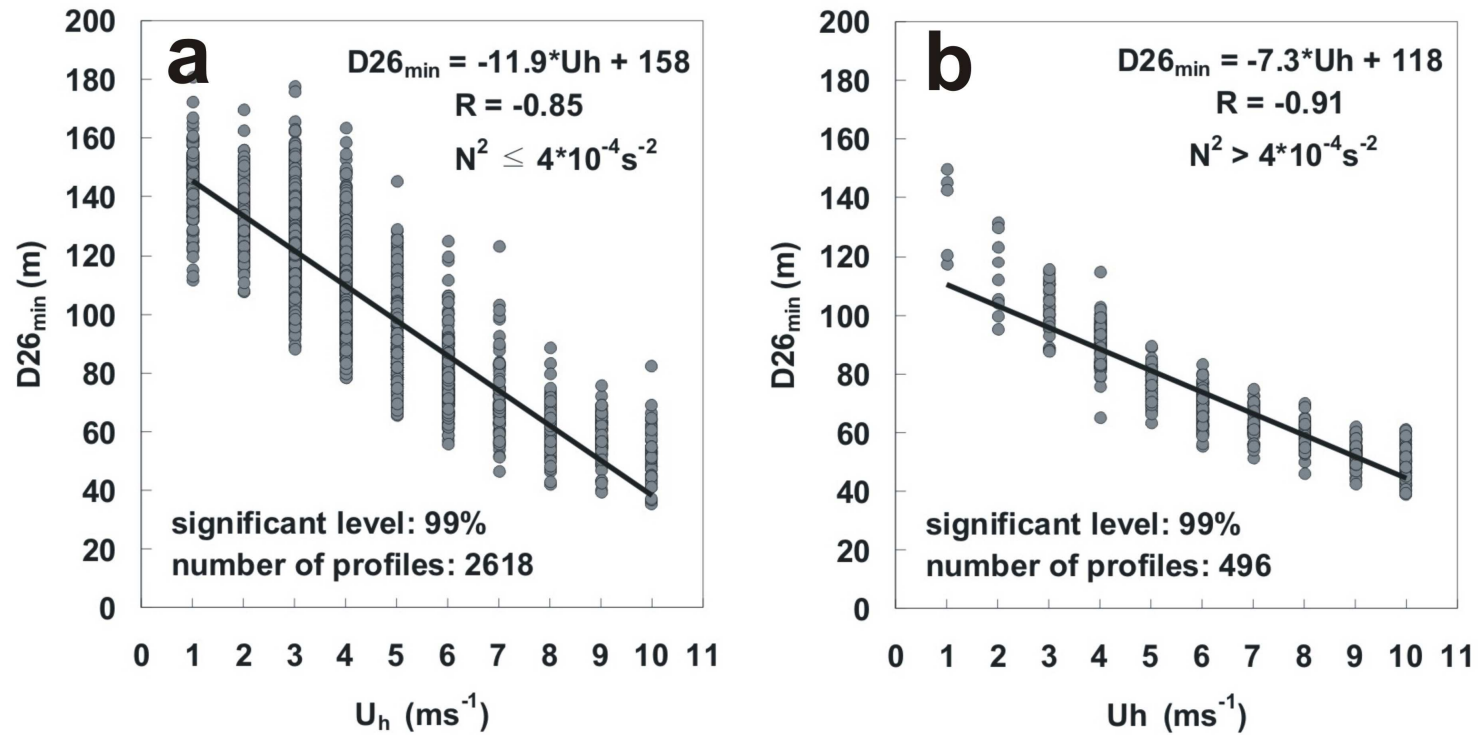 a
D26min = -11.9*Uh + 158
R = -0.85
N² ≤ 4*10⁻⁴s⁻²
significant level: 99%
number of profiles: 2618
200
180
160
140
120
100
80
60
40
20
0
D26min (m)
0 1 2 3 4 5 6 7 8 9 10 11
Uh (ms⁻¹)
b
D26min = -7.3*Uh + 118
R = -0.91
N² > 4*10⁻⁴s⁻²
significant level: 99%
number of profiles: 496
200
180
160
140
120
100
80
60
40
20
0
D26min (m)
0 1 2 3 4 5 6 7 8 9 10 11
Uh (ms⁻¹)